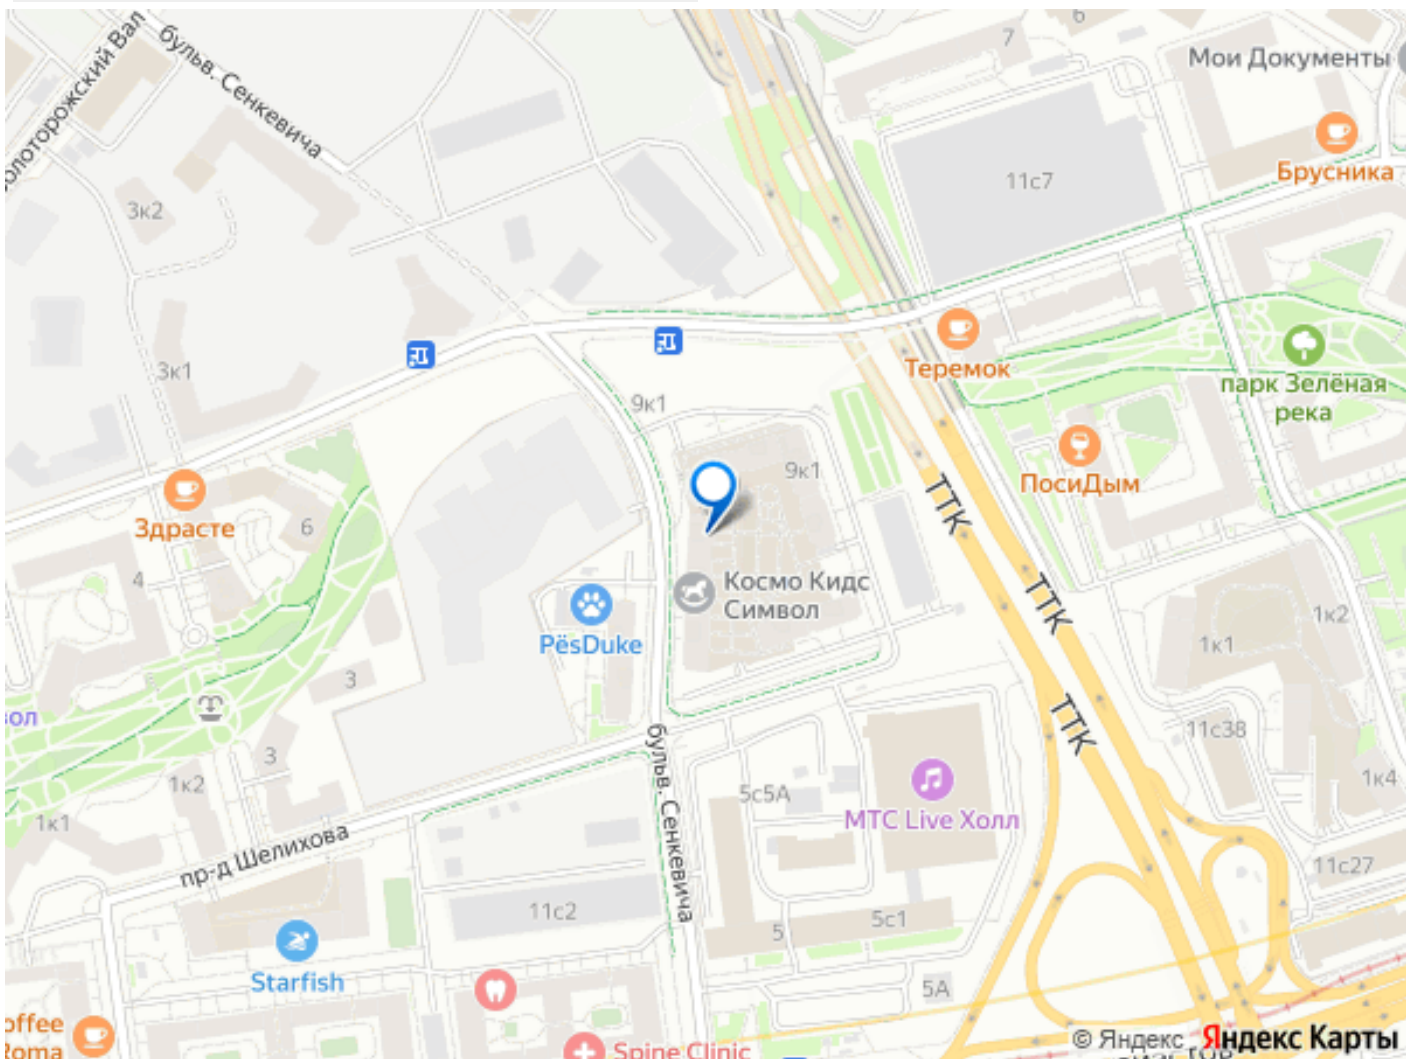 бульв. Сенкевича
7
6
Мои Документы
Брусника
11с7
3к2
3к1
Теремок
парк Зелёная
река
9к1
9к1
ПосиДым
ТТК
Здрасте
6
4
Космо Кидс
Символ
PёsDuke
ТТК
1к2
1к1
3
ТТК
11с38
3
1к2
1к1
бульв. Сенкевича
5с5А
МТС Live Холл
1к4
пр-д Шелихова
11с27
11с2
5
5с1
Starfish
5А
Spine Clinic
© Яндекс
Яндекс Карты